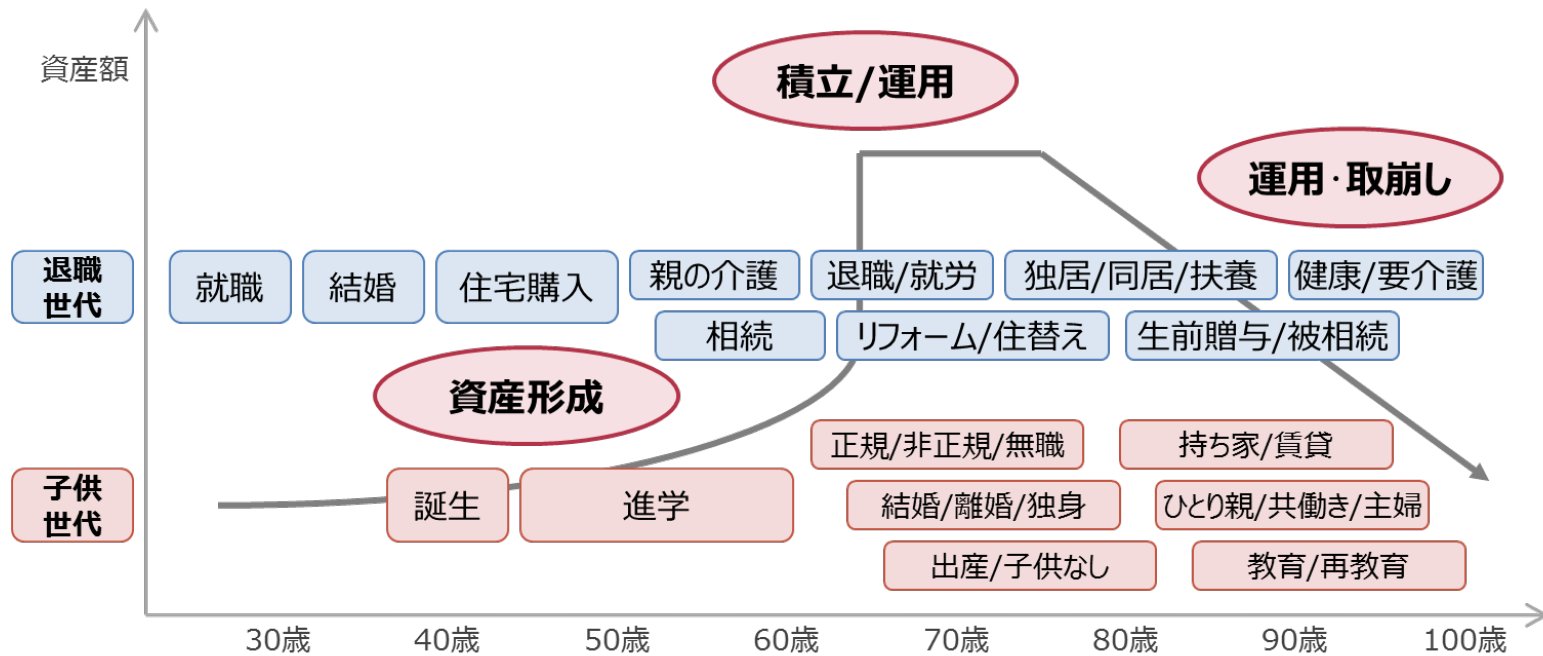 資産額
積立/運用
運用·取崩し
退職
世代
就職
結婚
住宅購入
親の介護
退職/就労
独居/同居/扶養
健康/要介護
相続
リフォーム/住替え
生前贈与/被相続
資産形成
子供
世代
誕生
進学
正規/非正規/無職
持ち家/賃貸
結婚/離婚/独身
ひとり親/共働き/主婦
出産/子供なし
教育/再教育
30歳
40歳
50歳
60歳
70歳
80歳
90歳
100歳